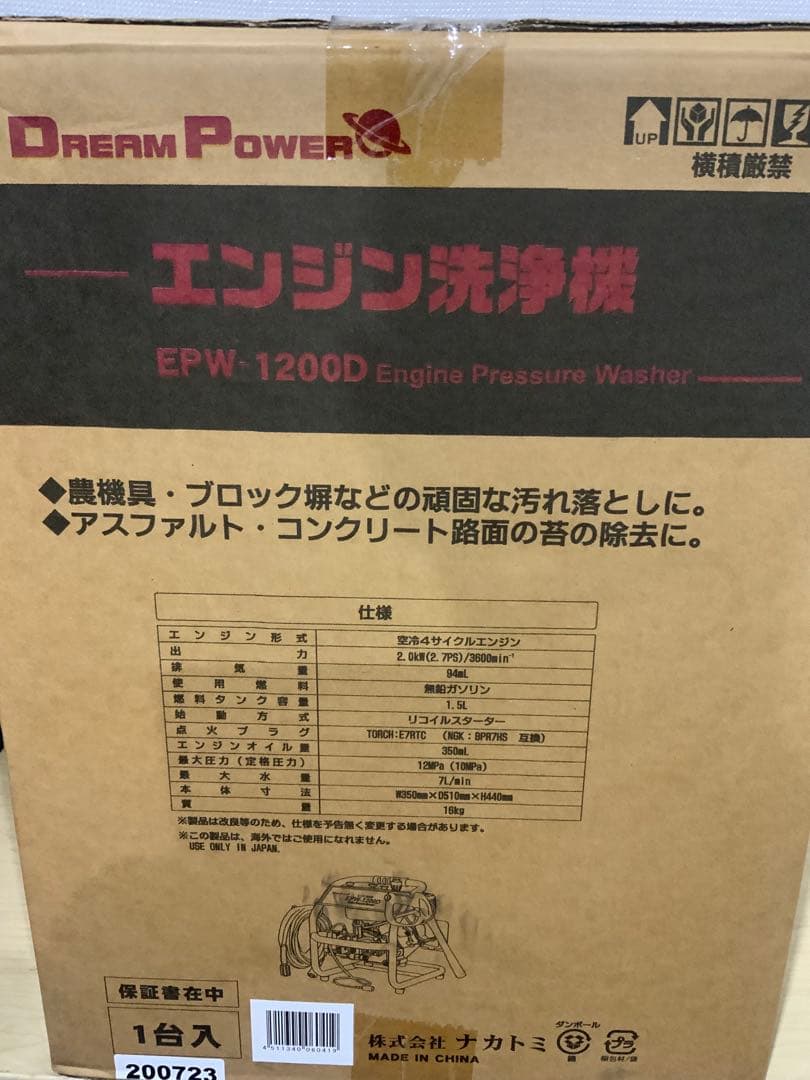 DREAM POWER
UP
横積厳禁
エンジン洗浄機
EPW-1200D Engine Pressure Washer
◆農機具・ブロック塀などの頑固な汚れ落としに。
◆アスファルト・コンクリート路面の苔の除去に。
仕様
エンジン形式 空冷4サイクルエンジン
出力 2.0kW(2.7PS)/3600min⁻¹
排気量 94mL
使用燃料 無鉛ガソリン
燃料タンク容量 1.5L
始動方式 リコイルスターター
点火プラグ TORCH:E7RTC (NGK:BPR7HS 互換)
エンジンオイル量 350mL
最大圧力(定格圧力) 12MPa (10MPa)
最大水量 7L/min
本体寸法 W350mm×D510mm×H440mm
質量 16kg
※製品は改良等のため、仕様を予告無く変更する場合があります。
※この製品は、海外ではご使用になれません。
USE ONLY IN JAPAN.
EPW-1200D
保証書在中
1台入
200723
4511340060419
株式会社 ナカトミ
MADE IN CHINA
ダンボール
箱
プラ
梱包材/袋